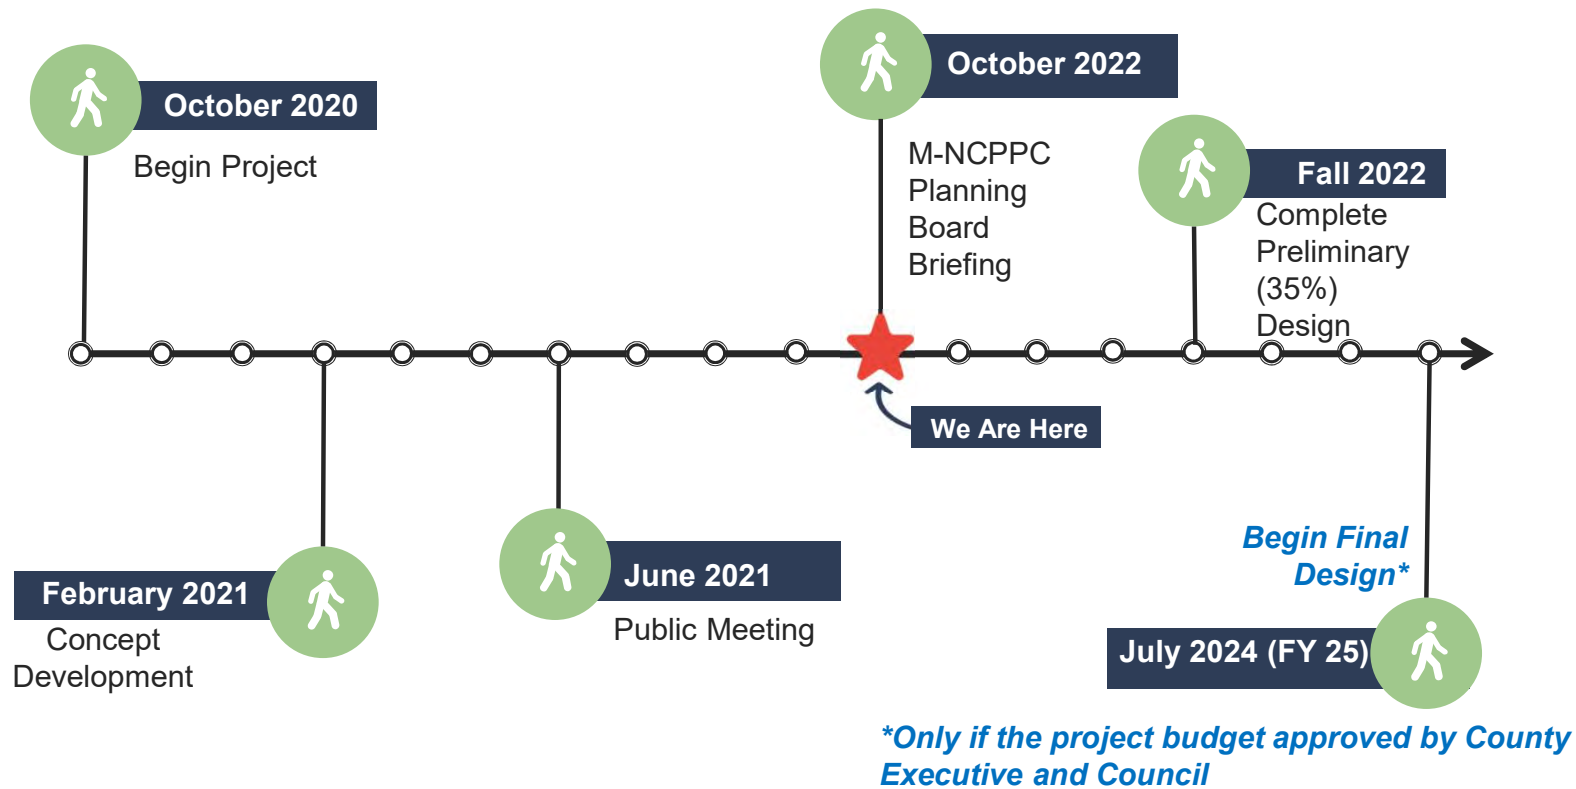 October 2020
Begin Project
October 2022
M-NCPPC
Planning
Board
Briefing
Fall 2022
Complete
Preliminary
(35%)
Design
We Are Here
February 2021
Concept
Development
June 2021
Public Meeting
Begin Final
Design*
July 2024 (FY 25)
*Only if the project budget approved by County
Executive and Council